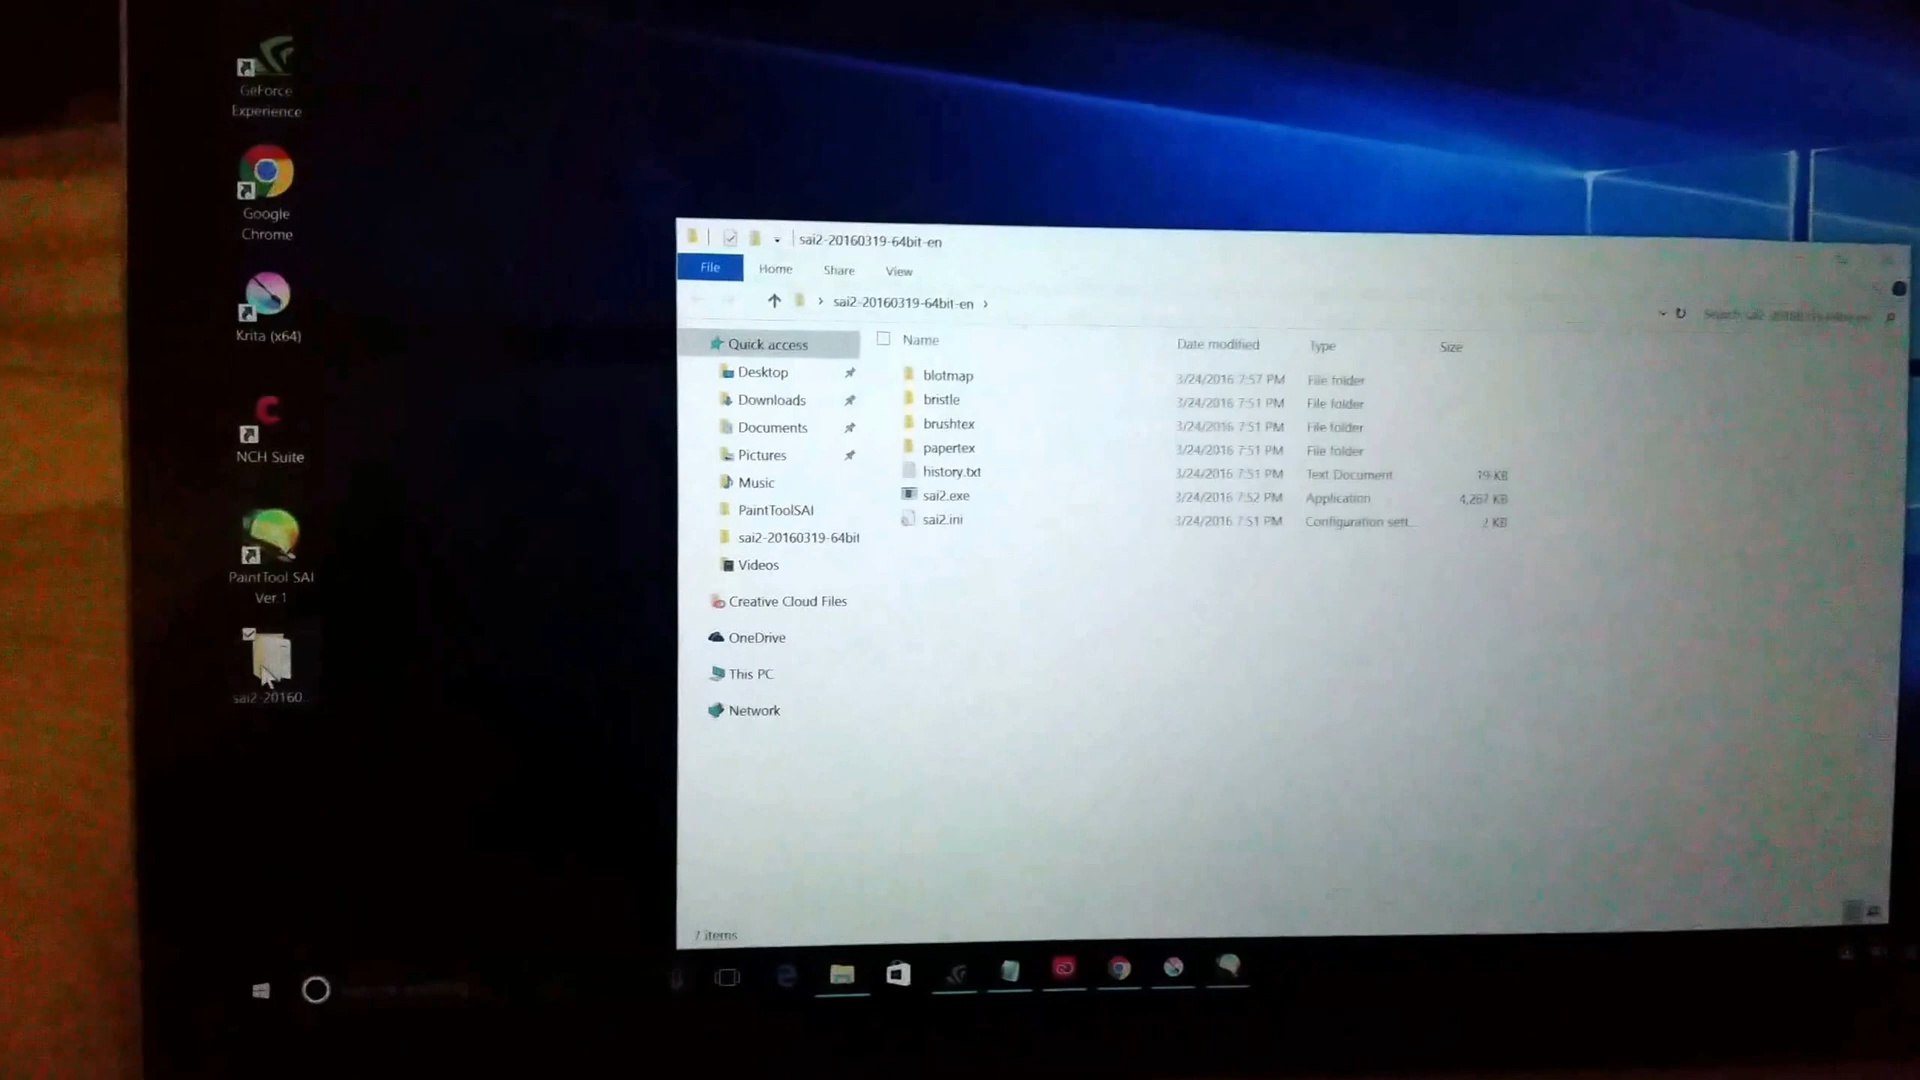 GeForce
Experience
Google
Chrome
Krita (x64)
NCH Suite
PaintTool SAI
Ver 1
sai2-20160...
sai2-20160319-64bit-en
File Home Share View
sai2-20160319-64bit-en
Quick access
Desktop
Downloads
Documents
Pictures
Music
PaintToolSAI
sai2-20160319-64bit
Videos
Creative Cloud Files
OneDrive
This PC
Network
Name Date modified Type Size
blotmap 3/24/2016 7:57 PM File folder
bristle 3/24/2016 7:51 PM File folder
brushtex 3/24/2016 7:51 PM File folder
papertex 3/24/2016 7:51 PM File folder
history.txt 3/24/2016 7:51 PM Text Document 19 KB
sai2.exe 3/24/2016 7:52 PM Application 4,267 KB
sai2.ini 3/24/2016 7:51 PM Configuration sett... 2 KB
7 items